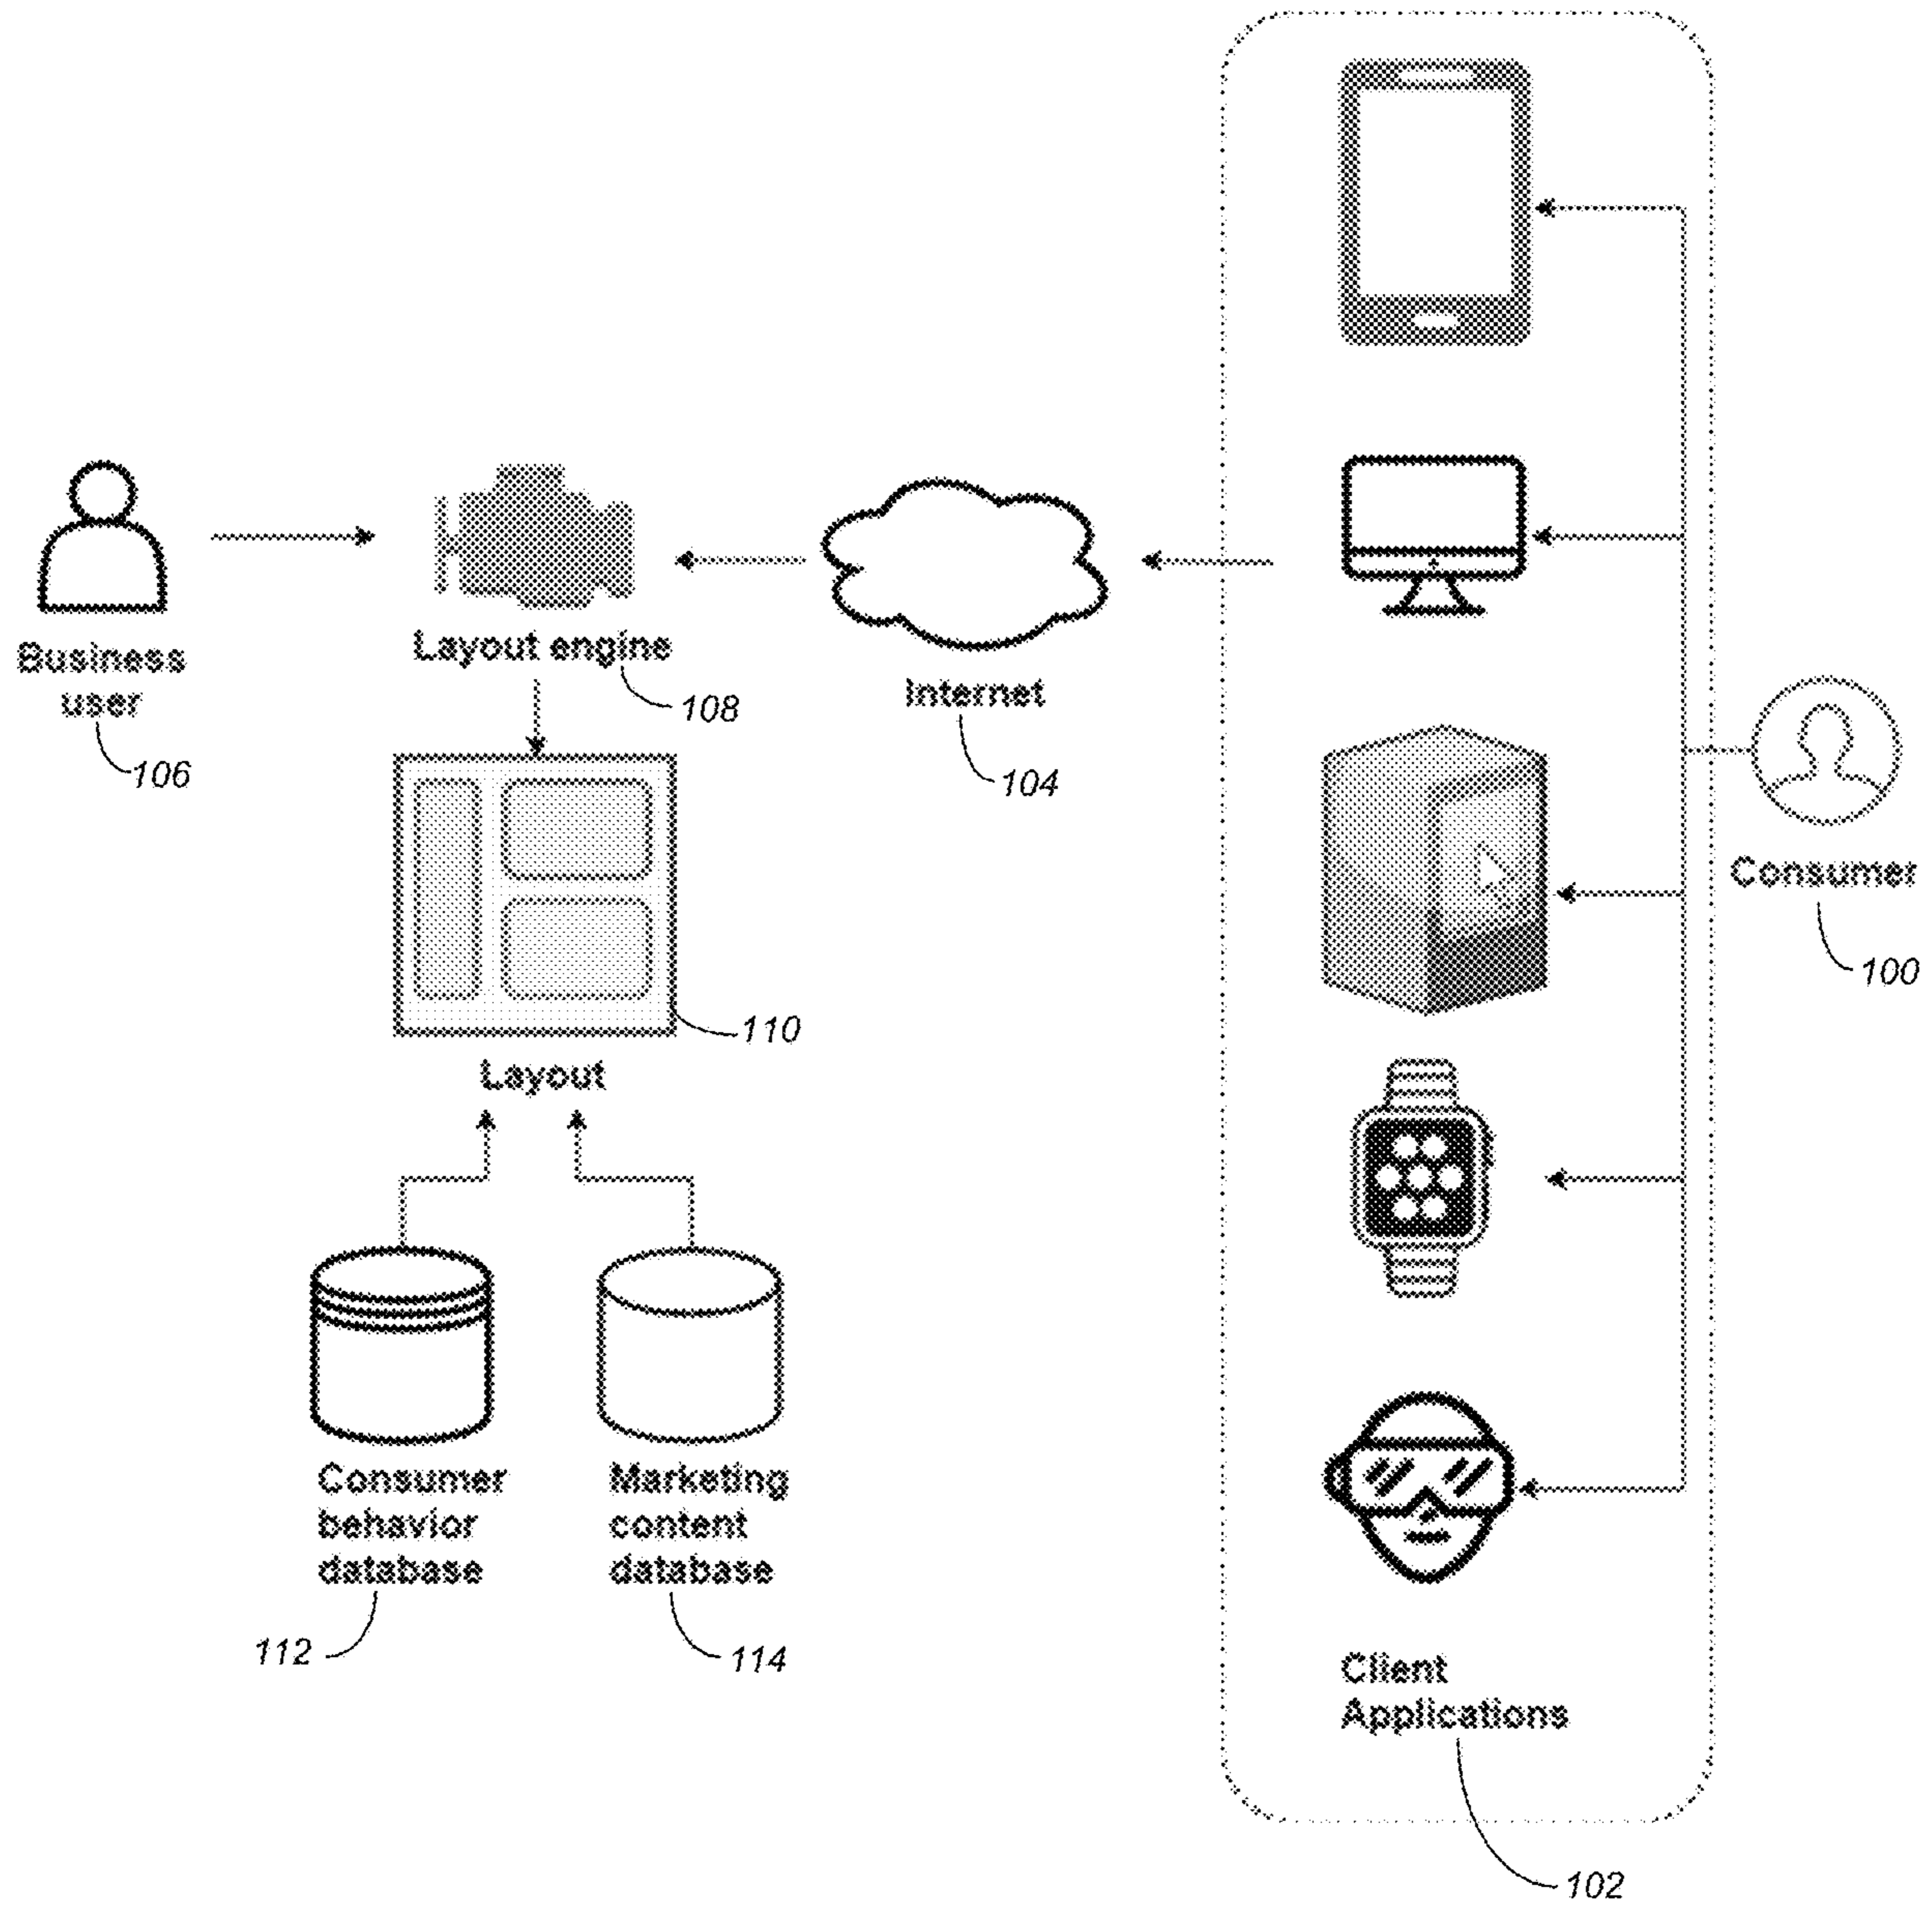 Business
user
106
Layout engine
108
Internet
104
Consumer
100
110
Layout
Consumer
behavior
database
112
Marketing
content
database
114
Client
Applications
102